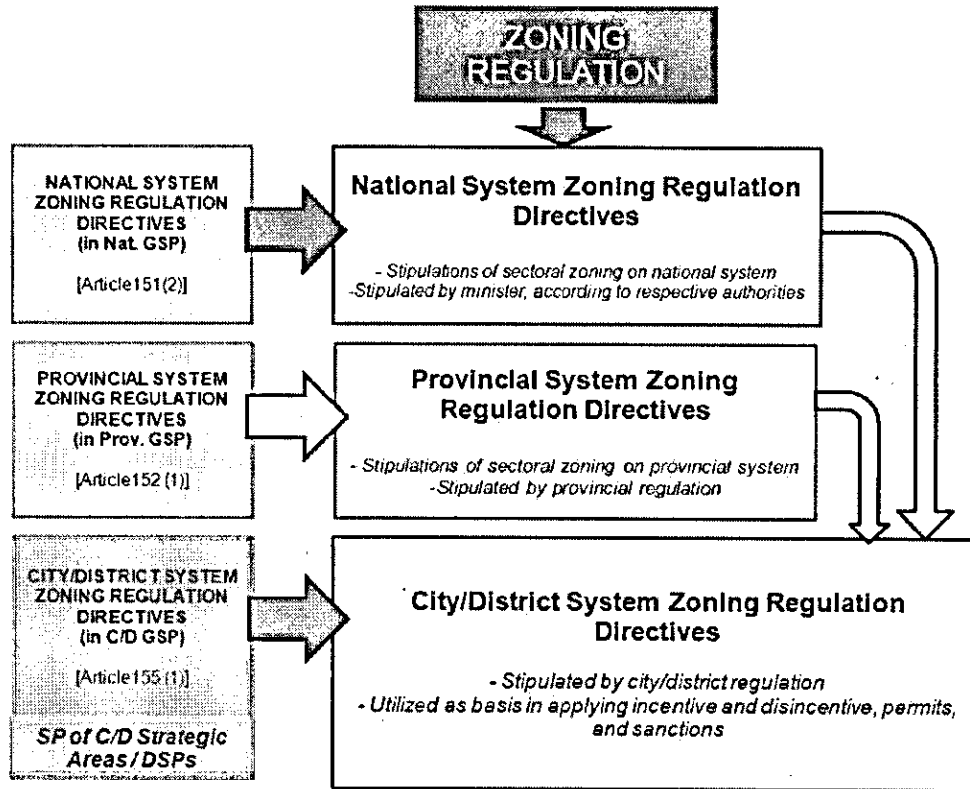 ZONING
REGULATION
NATIONAL SYSTEM
ZONING REGULATION
DIRECTIVES
(in Nat. GSP)
[Article151(2)]
National System Zoning Regulation
Directives
- Stipulations of sectoral zoning on national system
-Stipulated by minister, according to respective authorities
PROVINCIAL SYSTEM
ZONING REGULATION
DIRECTIVES
(in Prov. GSP)
[Article152 (1)]
Provincial System Zoning
Regulation Directives
- Stipulations of sectoral zoning on provincial system
-Stipulated by provincial regulation
CITY/DISTRICT SYSTEM
ZONING REGULATION
DIRECTIVES
(in C/D GSP)
[Article155 (1)]
SP of C/D Strategic
Areas / DSPs
City/District System Zoning Regulation
Directives
- Stipulated by city/district regulation
- Utilized as basis in applying incentive and disincentive, permits,
and sanctions